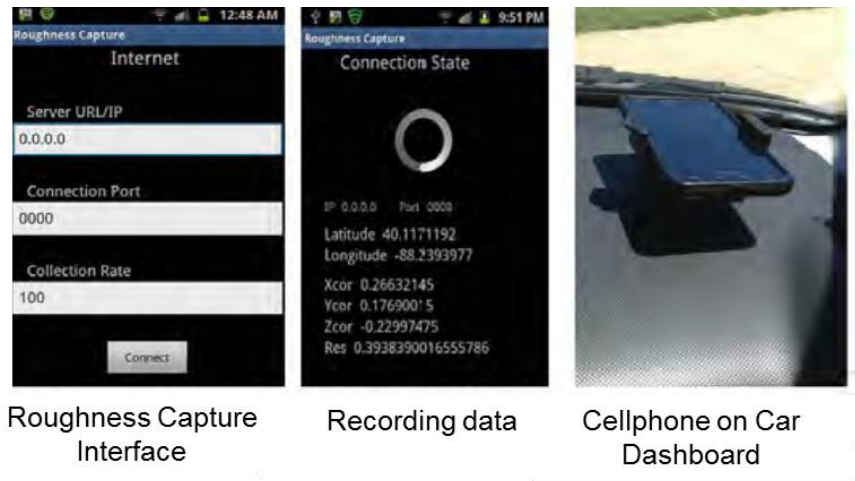 12:48 AM
Roughness Capture
Internet
Server URL/IP
0.0.0.0
Connection Port
0000
Collection Rate
100
Connect
9:51 PM
Roughness Capture
Connection State
IP 0.0.0.0 Port 0000
Latitude 40.1171192
Longitude -88.2393977
Xcor 0.26632145
Ycor 0.17690015
Zcor -0.22997475
Res 0.3938390016555786
Roughness Capture
Interface
Recording data
Cellphone on Car
Dashboard